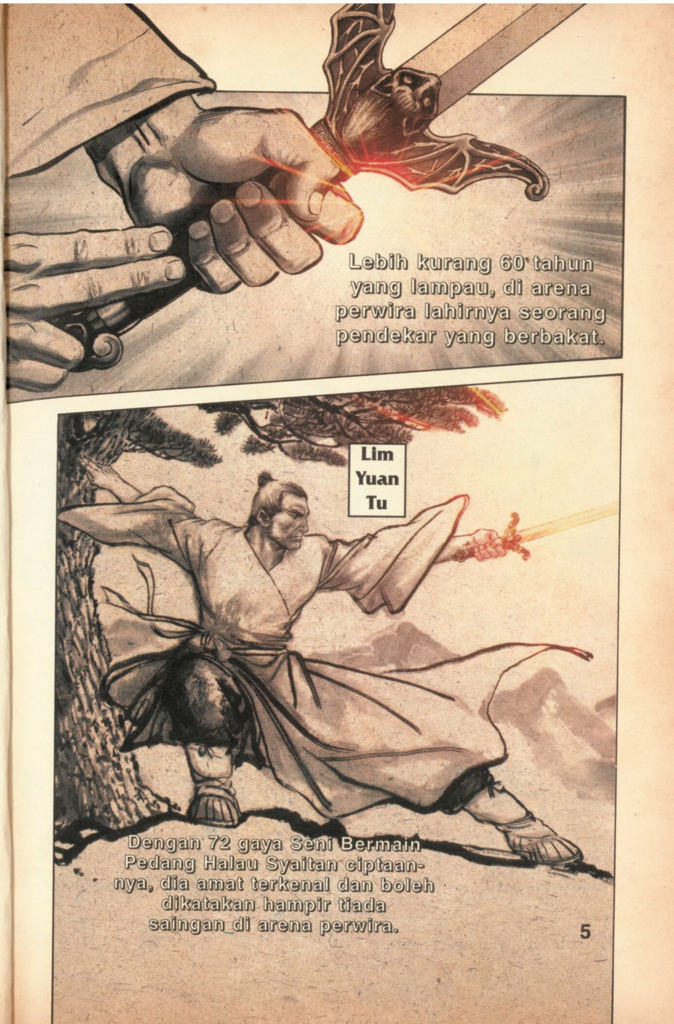 Lebih kurang 60 tahun
yang lampau, di arena
perwira lahirnya seorang
pendekar yang berbakat.
Lim
Yuan
Tu
Dengan 72 gaya Seni Bermain
Pedang Halau Syaitan ciptaan-
nya, dia amat terkenal dan boleh
dikatakan hampir tiada
saingan di arena perwira.
5